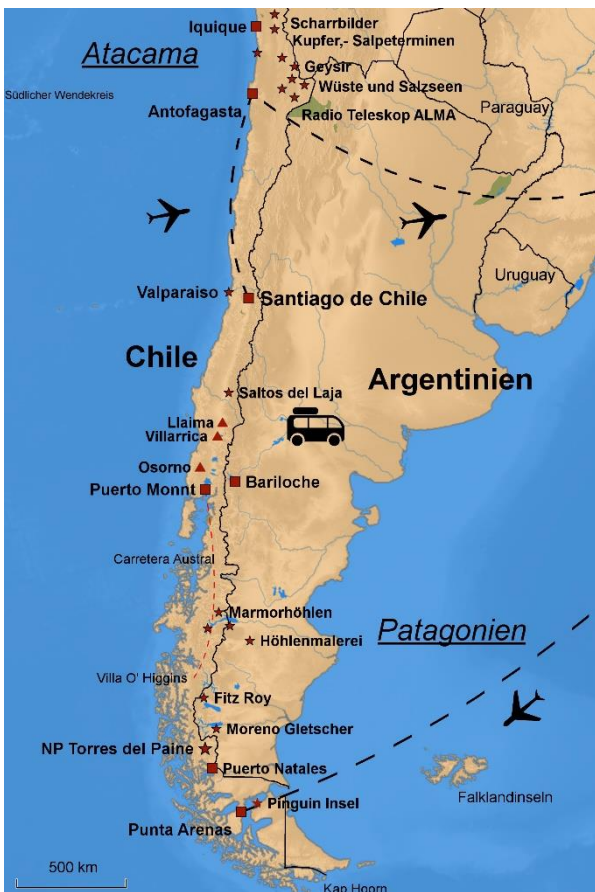 Iquique
Scharrbilder
Atacama
Kupfer,- Salpeterminen
Geysir
Südlicher Wendekreis
Wüste und Salzseen
Paraguay
Antofagasta
Radio Teleskop ALMA
Uruguay
Valparaiso
Santiago de Chile
Chile
Argentinien
Saltos del Laja
Llaima
Villarrica
Osorno
Puerto Monnt
Bariloche
Carretera Austral
Marmorhöhlen
Patagonien
Höhlenmalerei
Villa O' Higgins
Fitz Roy
Moreno Gletscher
NP Torres del Paine
Puerto Natales
Falklandinseln
Pinguin Insel
Punta Arenas
500 km
Kap Hoorn